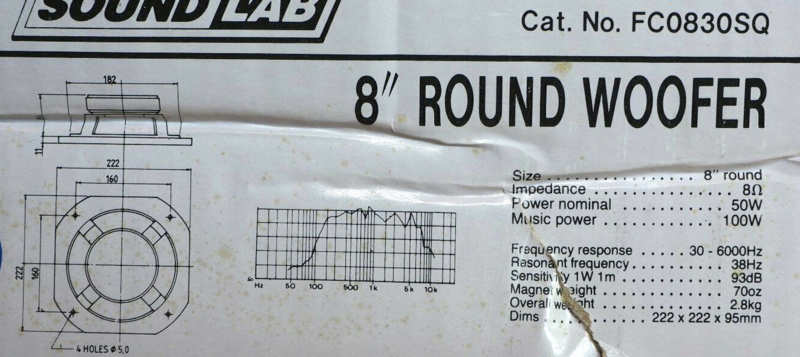 SOUND LAB
Cat. No. FC0830SQ
8" ROUND WOOFER
182
11
222
160
222
160
4 HOLES ø 5,0
Hz 50 100 500 1k 5k 10k
Size 8" round
Impedance 8Ω
Power nominal 50W
Music power 100W
Frequency response 30 - 6000Hz
Resonant frequency 38Hz
Sensitivity 1W 1m 93dB
Magnet weight 70oz
Overall weight 2.8kg
Dims 222 x 222 x 95mm